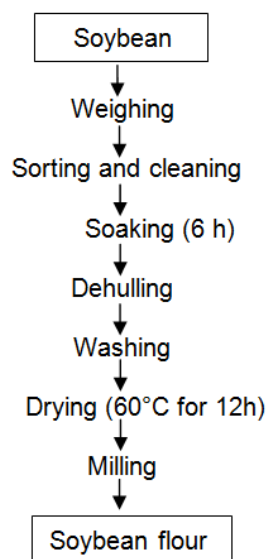 Soybean
Weighing
Sorting and cleaning
Soaking (6 h)
Dehulling
Washing
Drying (60°C for 12h)
Milling
Soybean flour